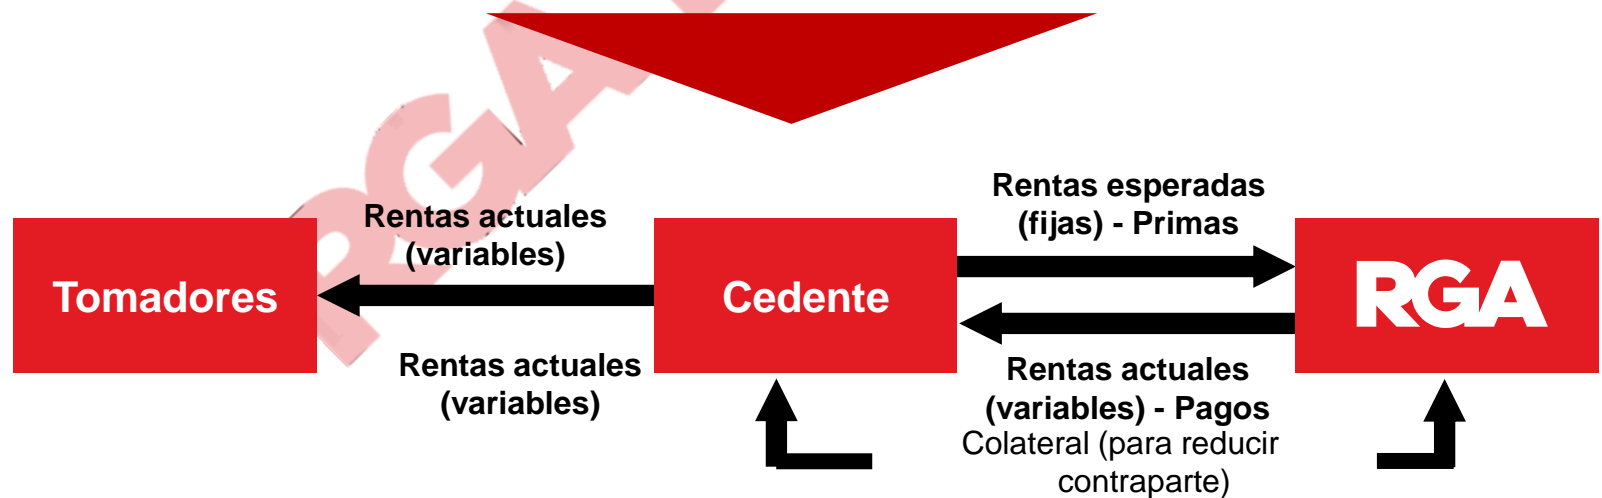 RGA
Rentas esperadas
(fijas) - Primas
Rentas actuales
(variables)
Tomadores
Cedente
RGA
Rentas actuales
(variables)
Rentas actuales
(variables) - Pagos
Colateral (para reducir
contraparte)